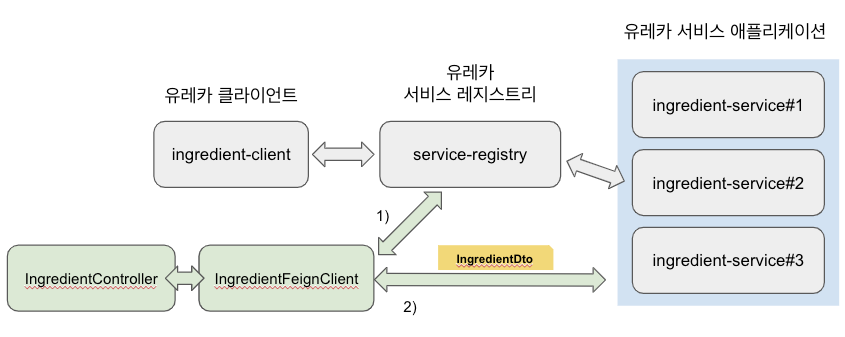 유레카 서비스 애플리케이션
유레카
서비스 레지스트리
유레카 클라이언트
ingredient-service#1
ingredient-client
service-registry
ingredient-service#2
1)
IngredientDto
ingredient-service#3
IngredientController
IngredientFeignClient
2)